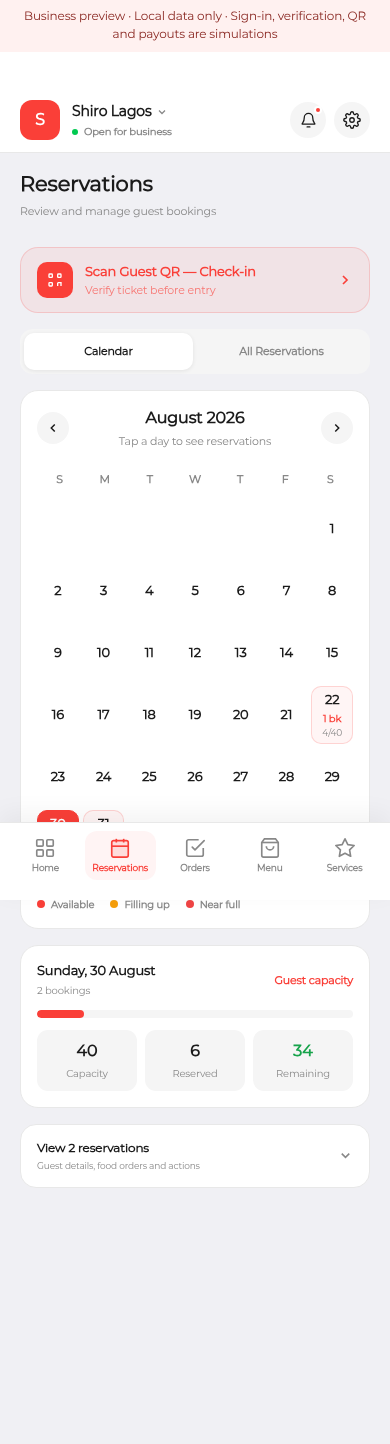 Business preview · Local data only · Sign-in, verification, QR
and payouts are simulations
S
Shiro Lagos
Open for business
Reservations
Review and manage guest bookings
Scan Guest QR — Check-in
Verify ticket before entry
Calendar
All Reservations
August 2026
Tap a day to see reservations
S M T W T F S
1
2 3 4 5 6 7 8
9 10 11 12 13 14 15
16 17 18 19 20 21 22
1 bk
4/40
23 24 25 26 27 28 29
30 31
Home Reservations Orders Menu Services
Available Filling up Near full
Sunday, 30 August
2 bookings
Guest capacity
40 6 34
Capacity Reserved Remaining
View 2 reservations
Guest details, food orders and actions